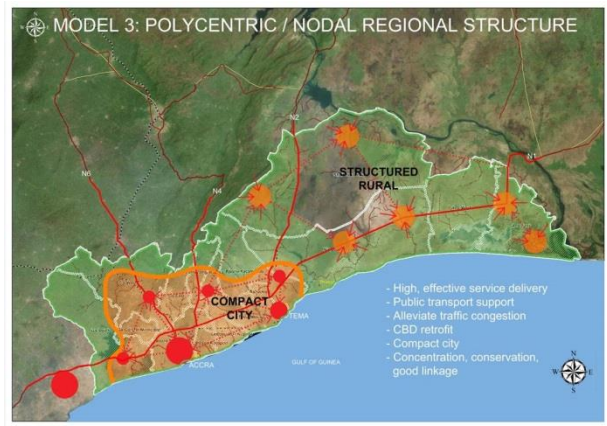 MODEL 3: POLYCENTRIC / NODAL REGIONAL STRUCTURE
N2
N1
N6
N4
STRUCTURED
RURAL
COMPACT
CITY
TEMA
ACCRA
GULF OF GUINEA
- High, effective service delivery
- Public transport support
- Alleviate traffic congestion
- CBD retrofit
- Compact city
- Concentration, conservation,
good linkage
N
W
E
S